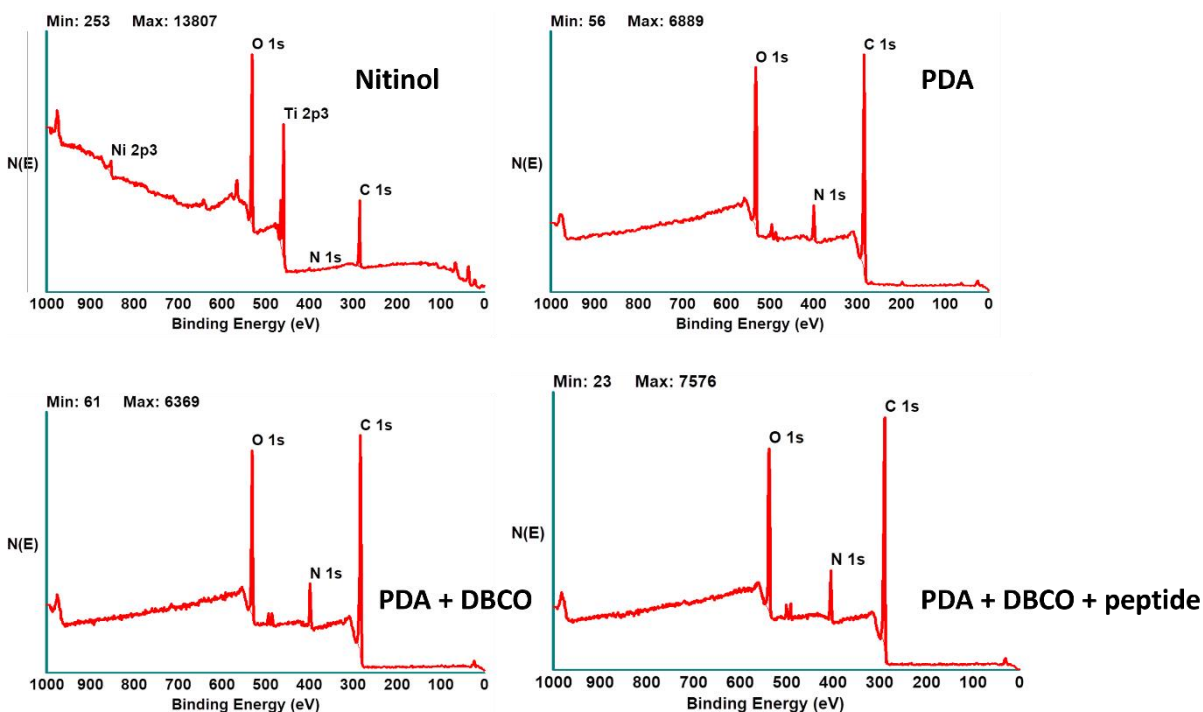 Min: 253 Max: 13807
O 1s
Nitinol
Ti 2p3
Ni 2p3
N(E)
C 1s
N 1s
1000 900 800 700 600 500 400 300 200 100 0
Binding Energy (eV)
Min: 56 Max: 6889
C 1s
O 1s
PDA
N(E)
N 1s
1000 900 800 700 600 500 400 300 200 100 0
Binding Energy (eV)
Min: 61 Max: 6369
C 1s
O 1s
N(E)
N 1s
PDA + DBCO
1000 900 800 700 600 500 400 300 200 100 0
Binding Energy (eV)
Min: 23 Max: 7576
C 1s
O 1s
N(E)
N 1s
PDA + DBCO + peptide
1000 900 800 700 600 500 400 300 200 100 0
Binding Energy (eV)